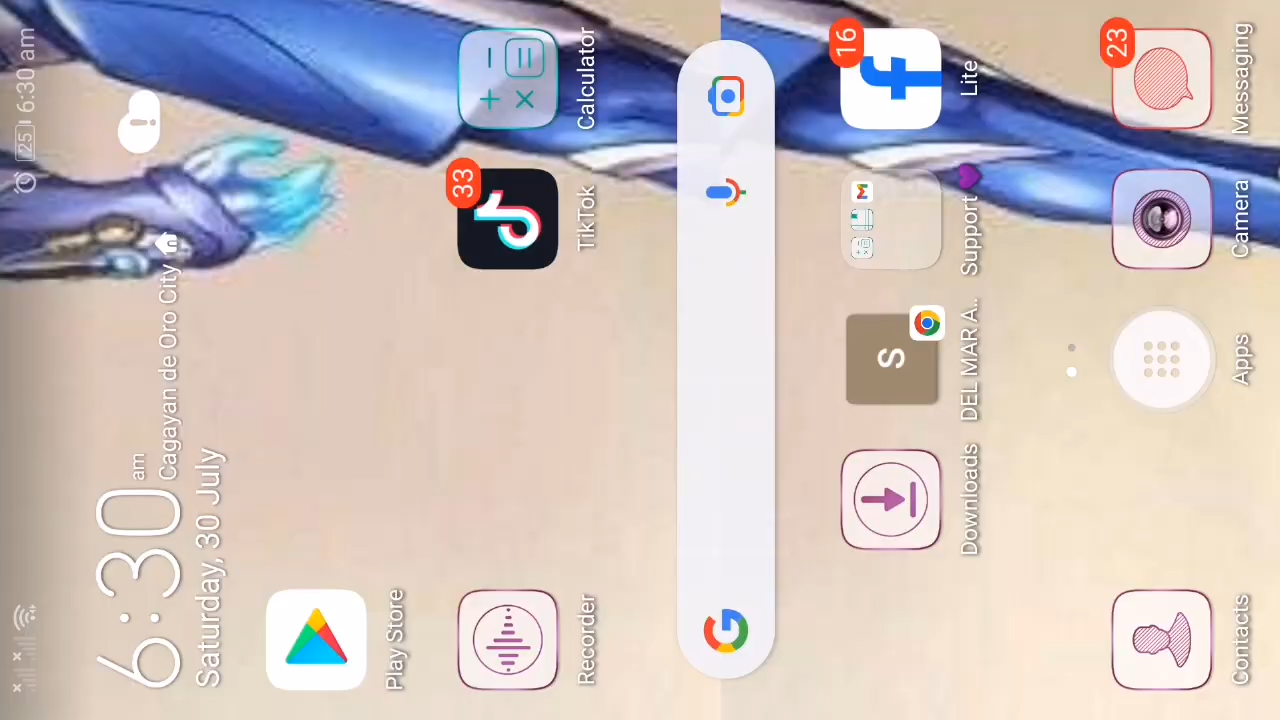 25 6:30 am
6:30 am
Cagayan de Oro City
Saturday, 30 July
Play Store
Recorder
33
TikTok
Calculator
Downloads
S
DEL MAR A..
Support
16
Lite
Contacts
Apps
Camera
23
Messaging